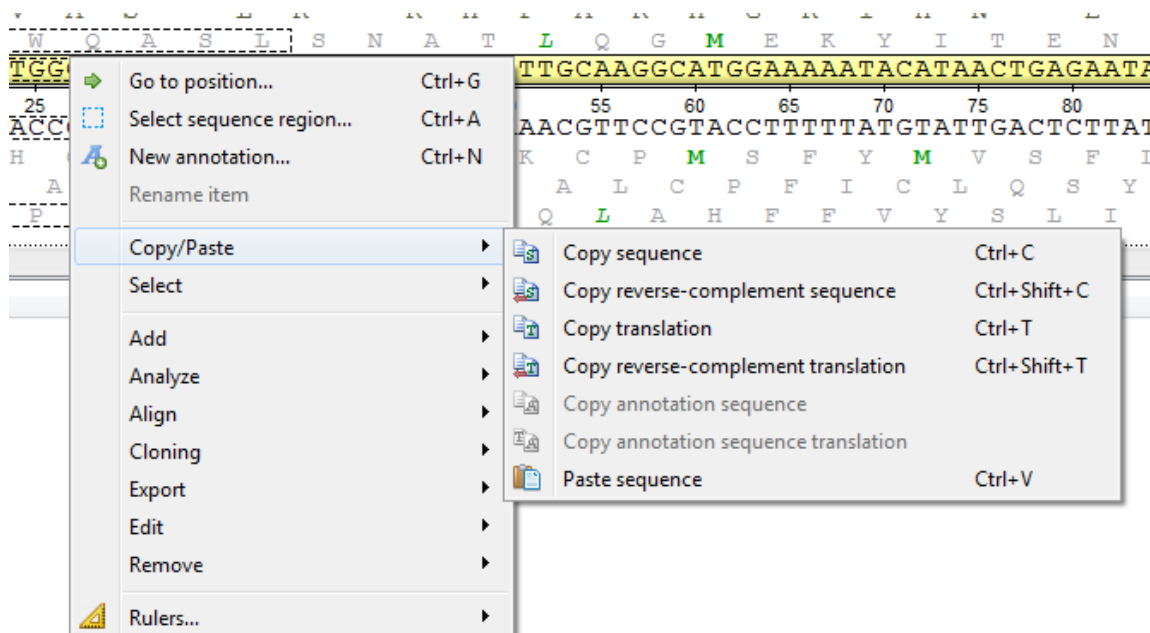 W Q A S L S N A T L Q G M E K Y I T E N
TGG TTGCAAGGCATGGAAAAATACATAACTGAGAATA
25 55 60 65 70 75 80
ACC AACGTTCCGTACCTTTTTATGTATTGACTCTTAT
H K C P M S F Y M V S F I
A A L C P F I C L Q S Y
P Q L A H F F V Y S L I
Go to position... Ctrl+G
Select sequence region... Ctrl+A
New annotation... Ctrl+N
Rename item
Copy/Paste
Select
Add
Analyze
Align
Cloning
Export
Edit
Remove
Rulers...
Copy sequence Ctrl+C
Copy reverse-complement sequence Ctrl+Shift+C
Copy translation Ctrl+T
Copy reverse-complement translation Ctrl+Shift+T
Copy annotation sequence
Copy annotation sequence translation
Paste sequence Ctrl+V